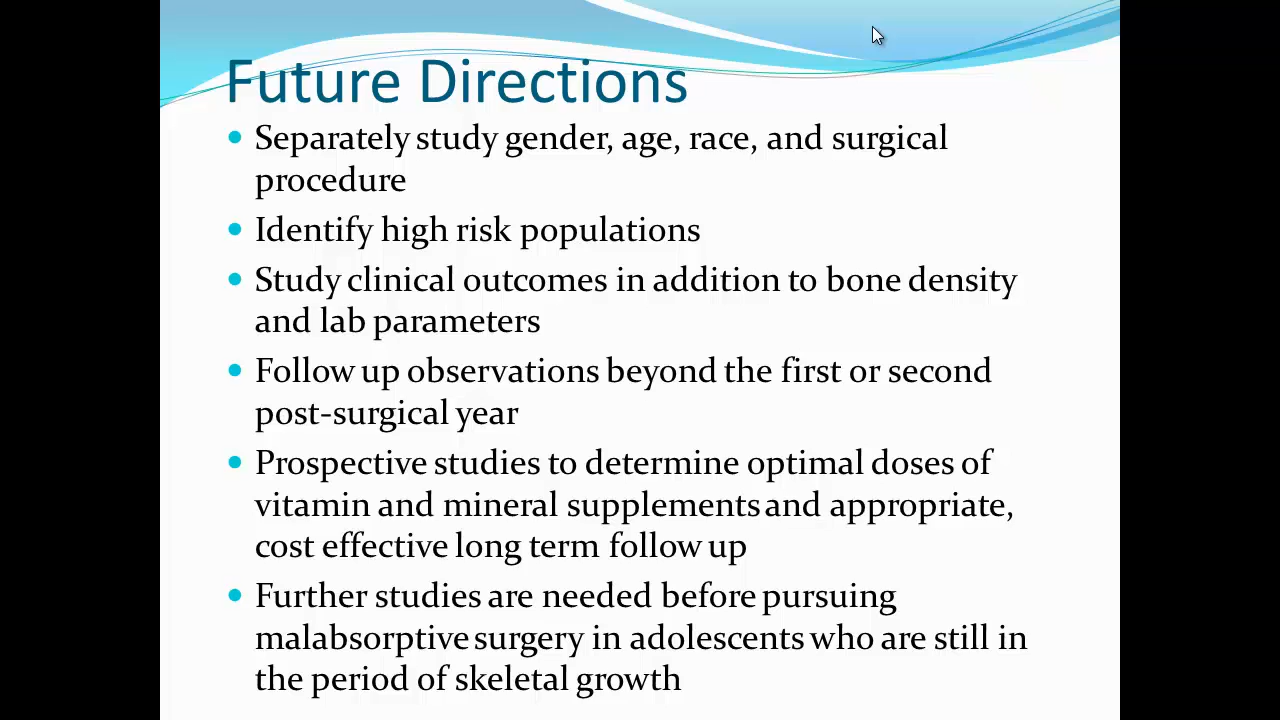 Future Directions
• Separately study gender, age, race, and surgical
procedure
• Identify high risk populations
• Study clinical outcomes in addition to bone density
and lab parameters
• Follow up observations beyond the first or second
post-surgical year
• Prospective studies to determine optimal doses of
vitamin and mineral supplements and appropriate,
cost effective long term follow up
• Further studies are needed before pursuing
malabsorptive surgery in adolescents who are still in
the period of skeletal growth